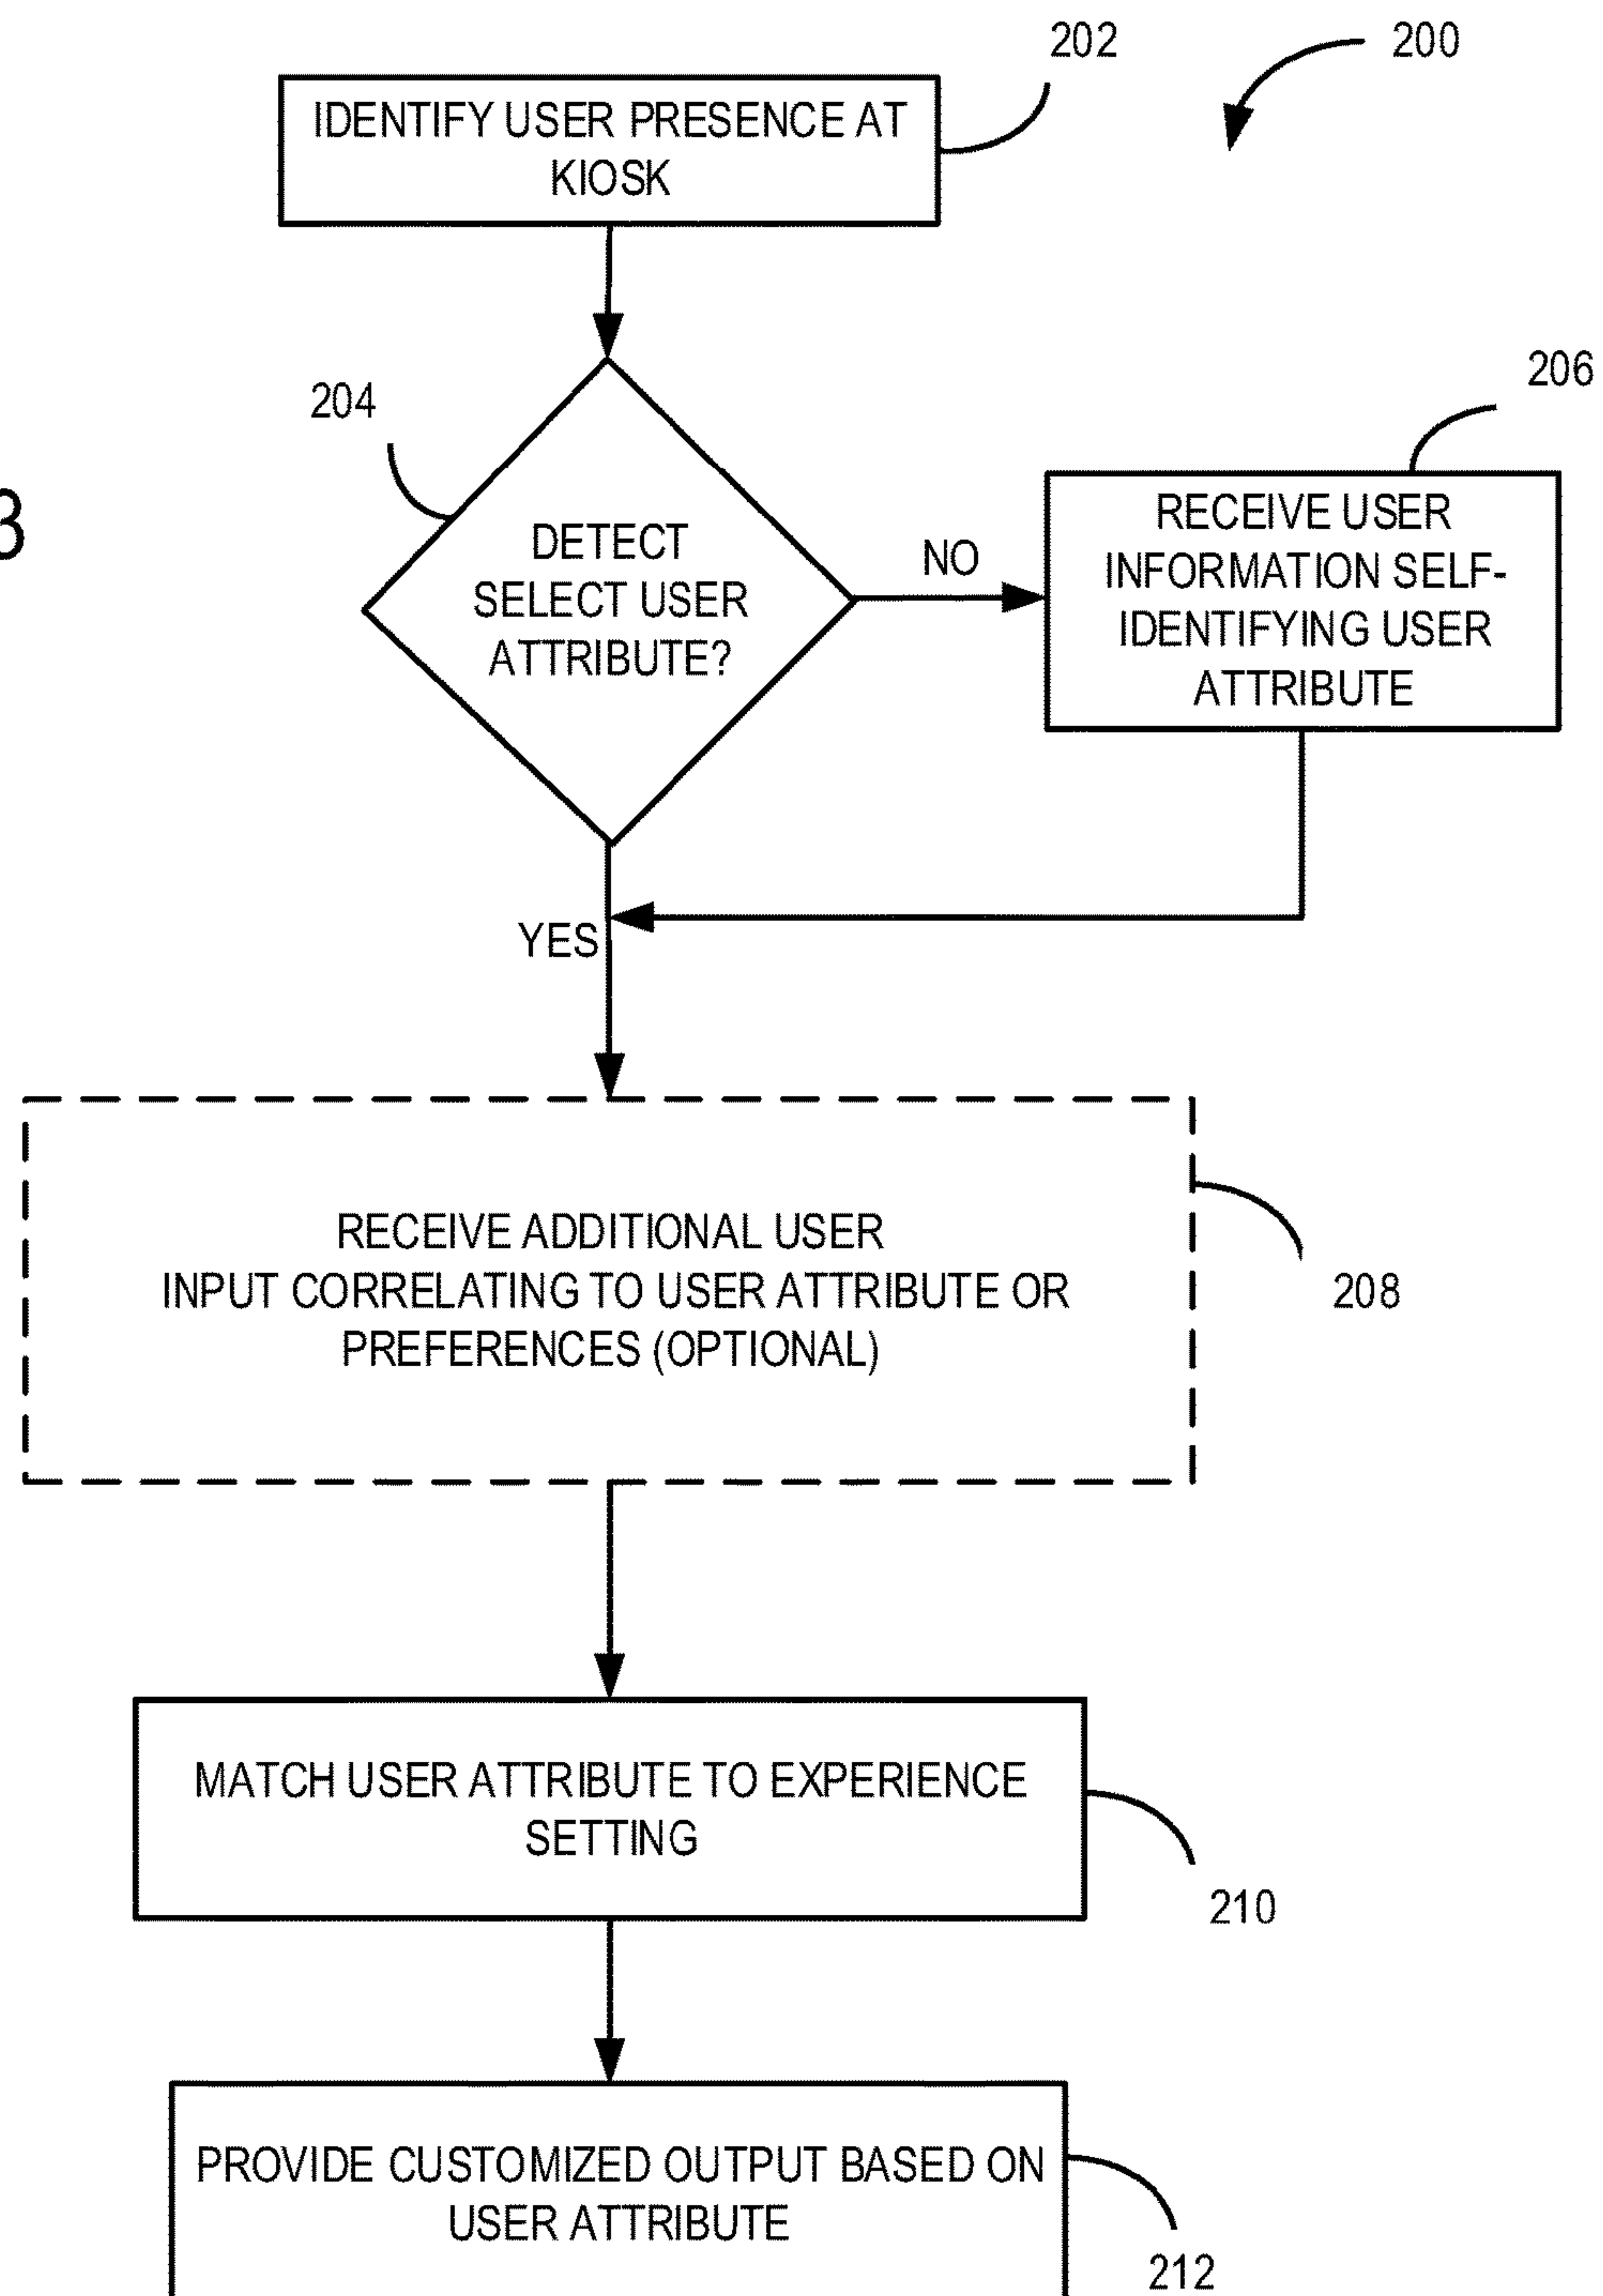 202
200
IDENTIFY USER PRESENCE AT
KIOSK
204
206
3
DETECT
SELECT USER
ATTRIBUTE?
NO
RECEIVE USER
INFORMATION SELF-
IDENTIFYING USER
ATTRIBUTE
YES
RECEIVE ADDITIONAL USER
INPUT CORRELATING TO USER ATTRIBUTE OR
PREFERENCES (OPTIONAL)
208
MATCH USER ATTRIBUTE TO EXPERIENCE
SETTING
210
PROVIDE CUSTOMIZED OUTPUT BASED ON
USER ATTRIBUTE
212